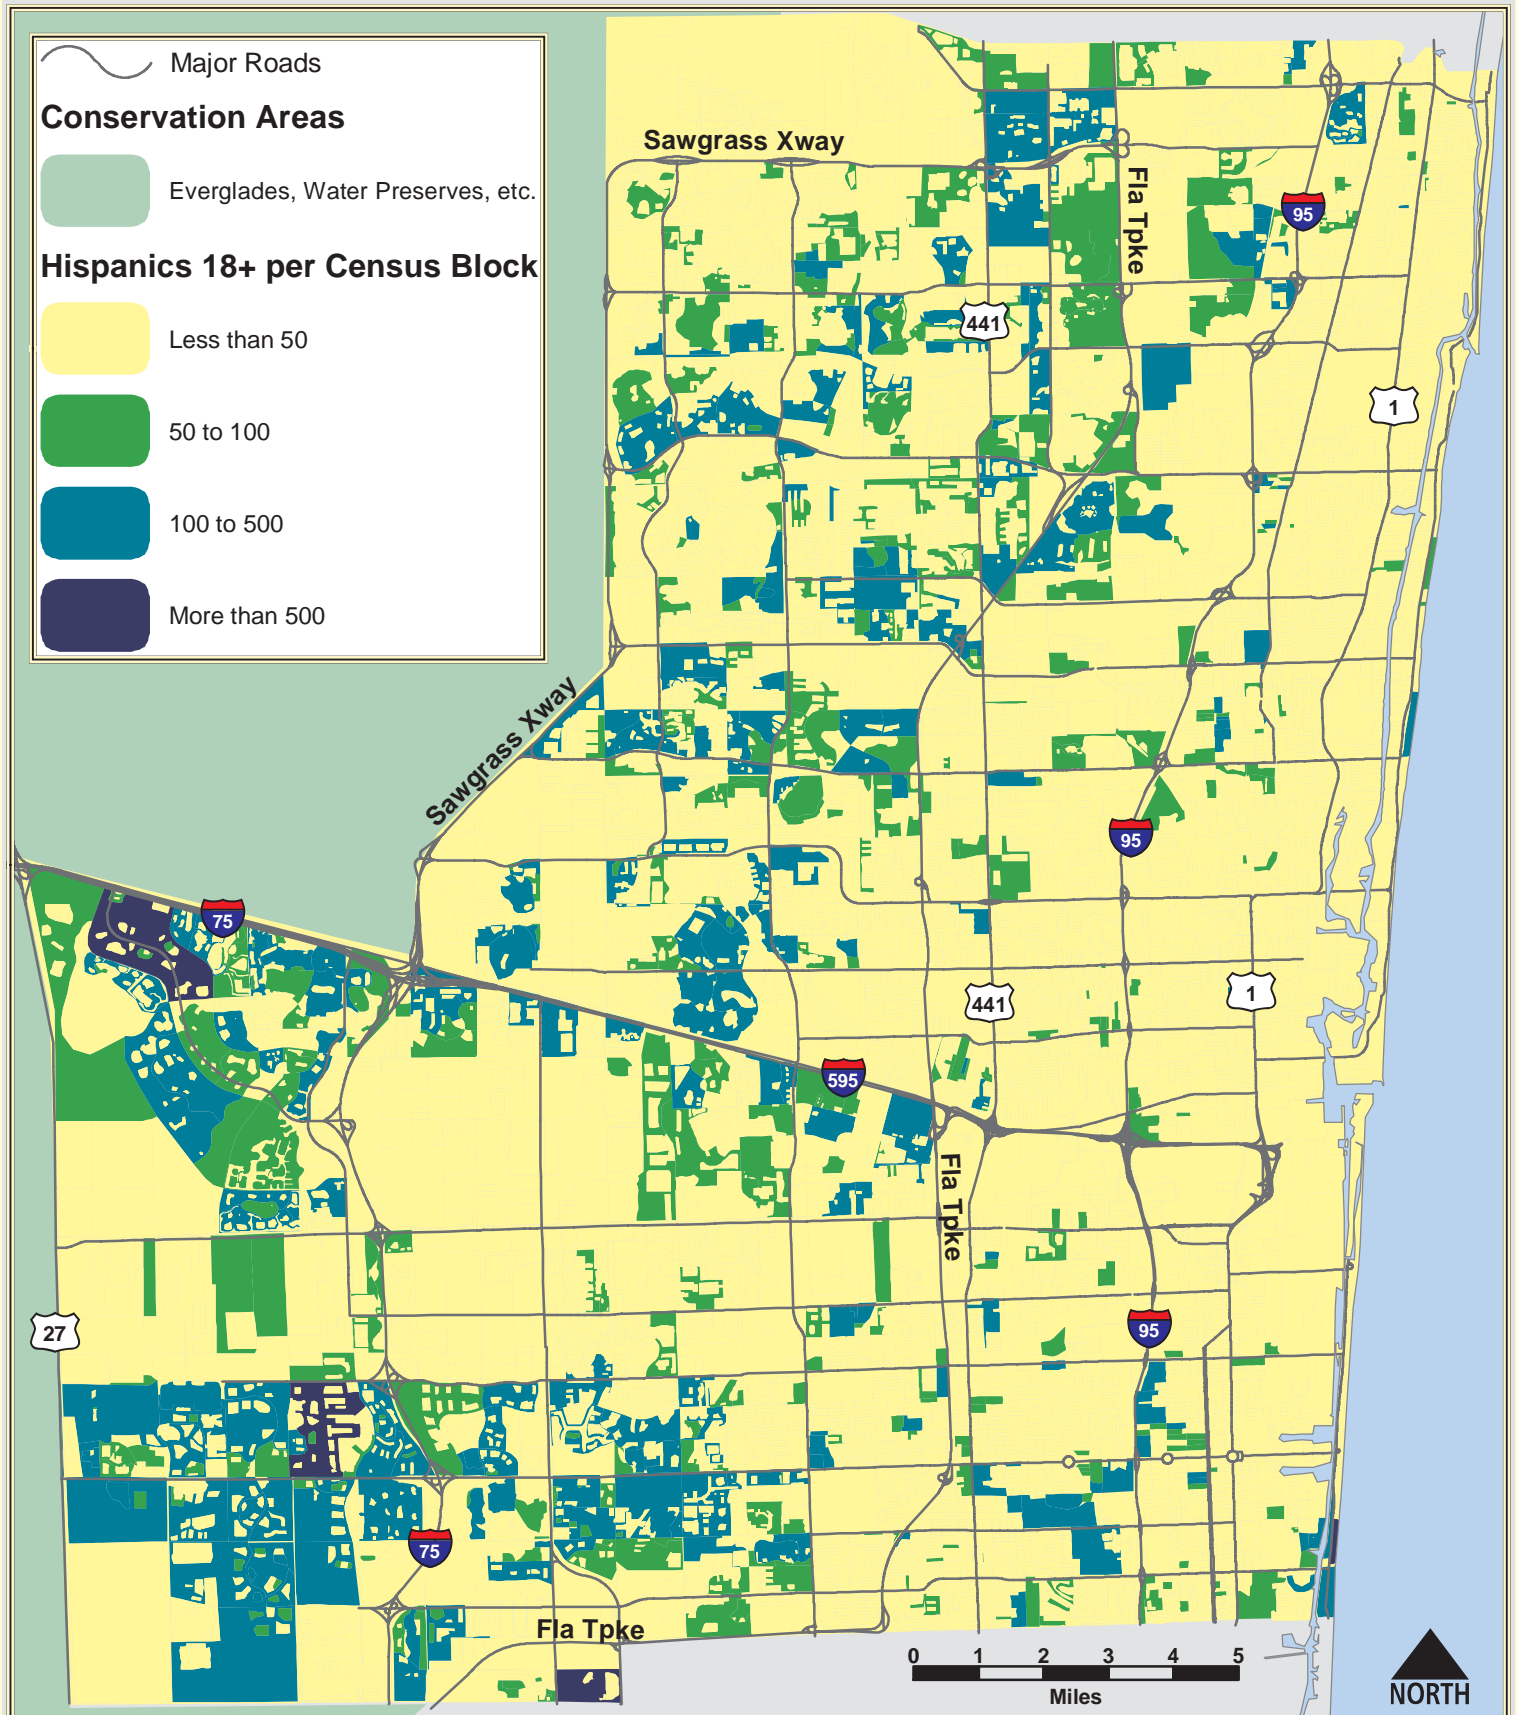 Major Roads
Conservation Areas
Everglades, Water Preserves, etc.
Hispanics 18+ per Census Block
Less than 50
50 to 100
100 to 500
More than 500
Sawgrass Xway
Fla Tpke
95
441
1
Sawgrass Xway
95
75
441
1
595
Fla Tpke
27
95
75
Fla Tpke
0 1 2 3 4 5
Miles
NORTH